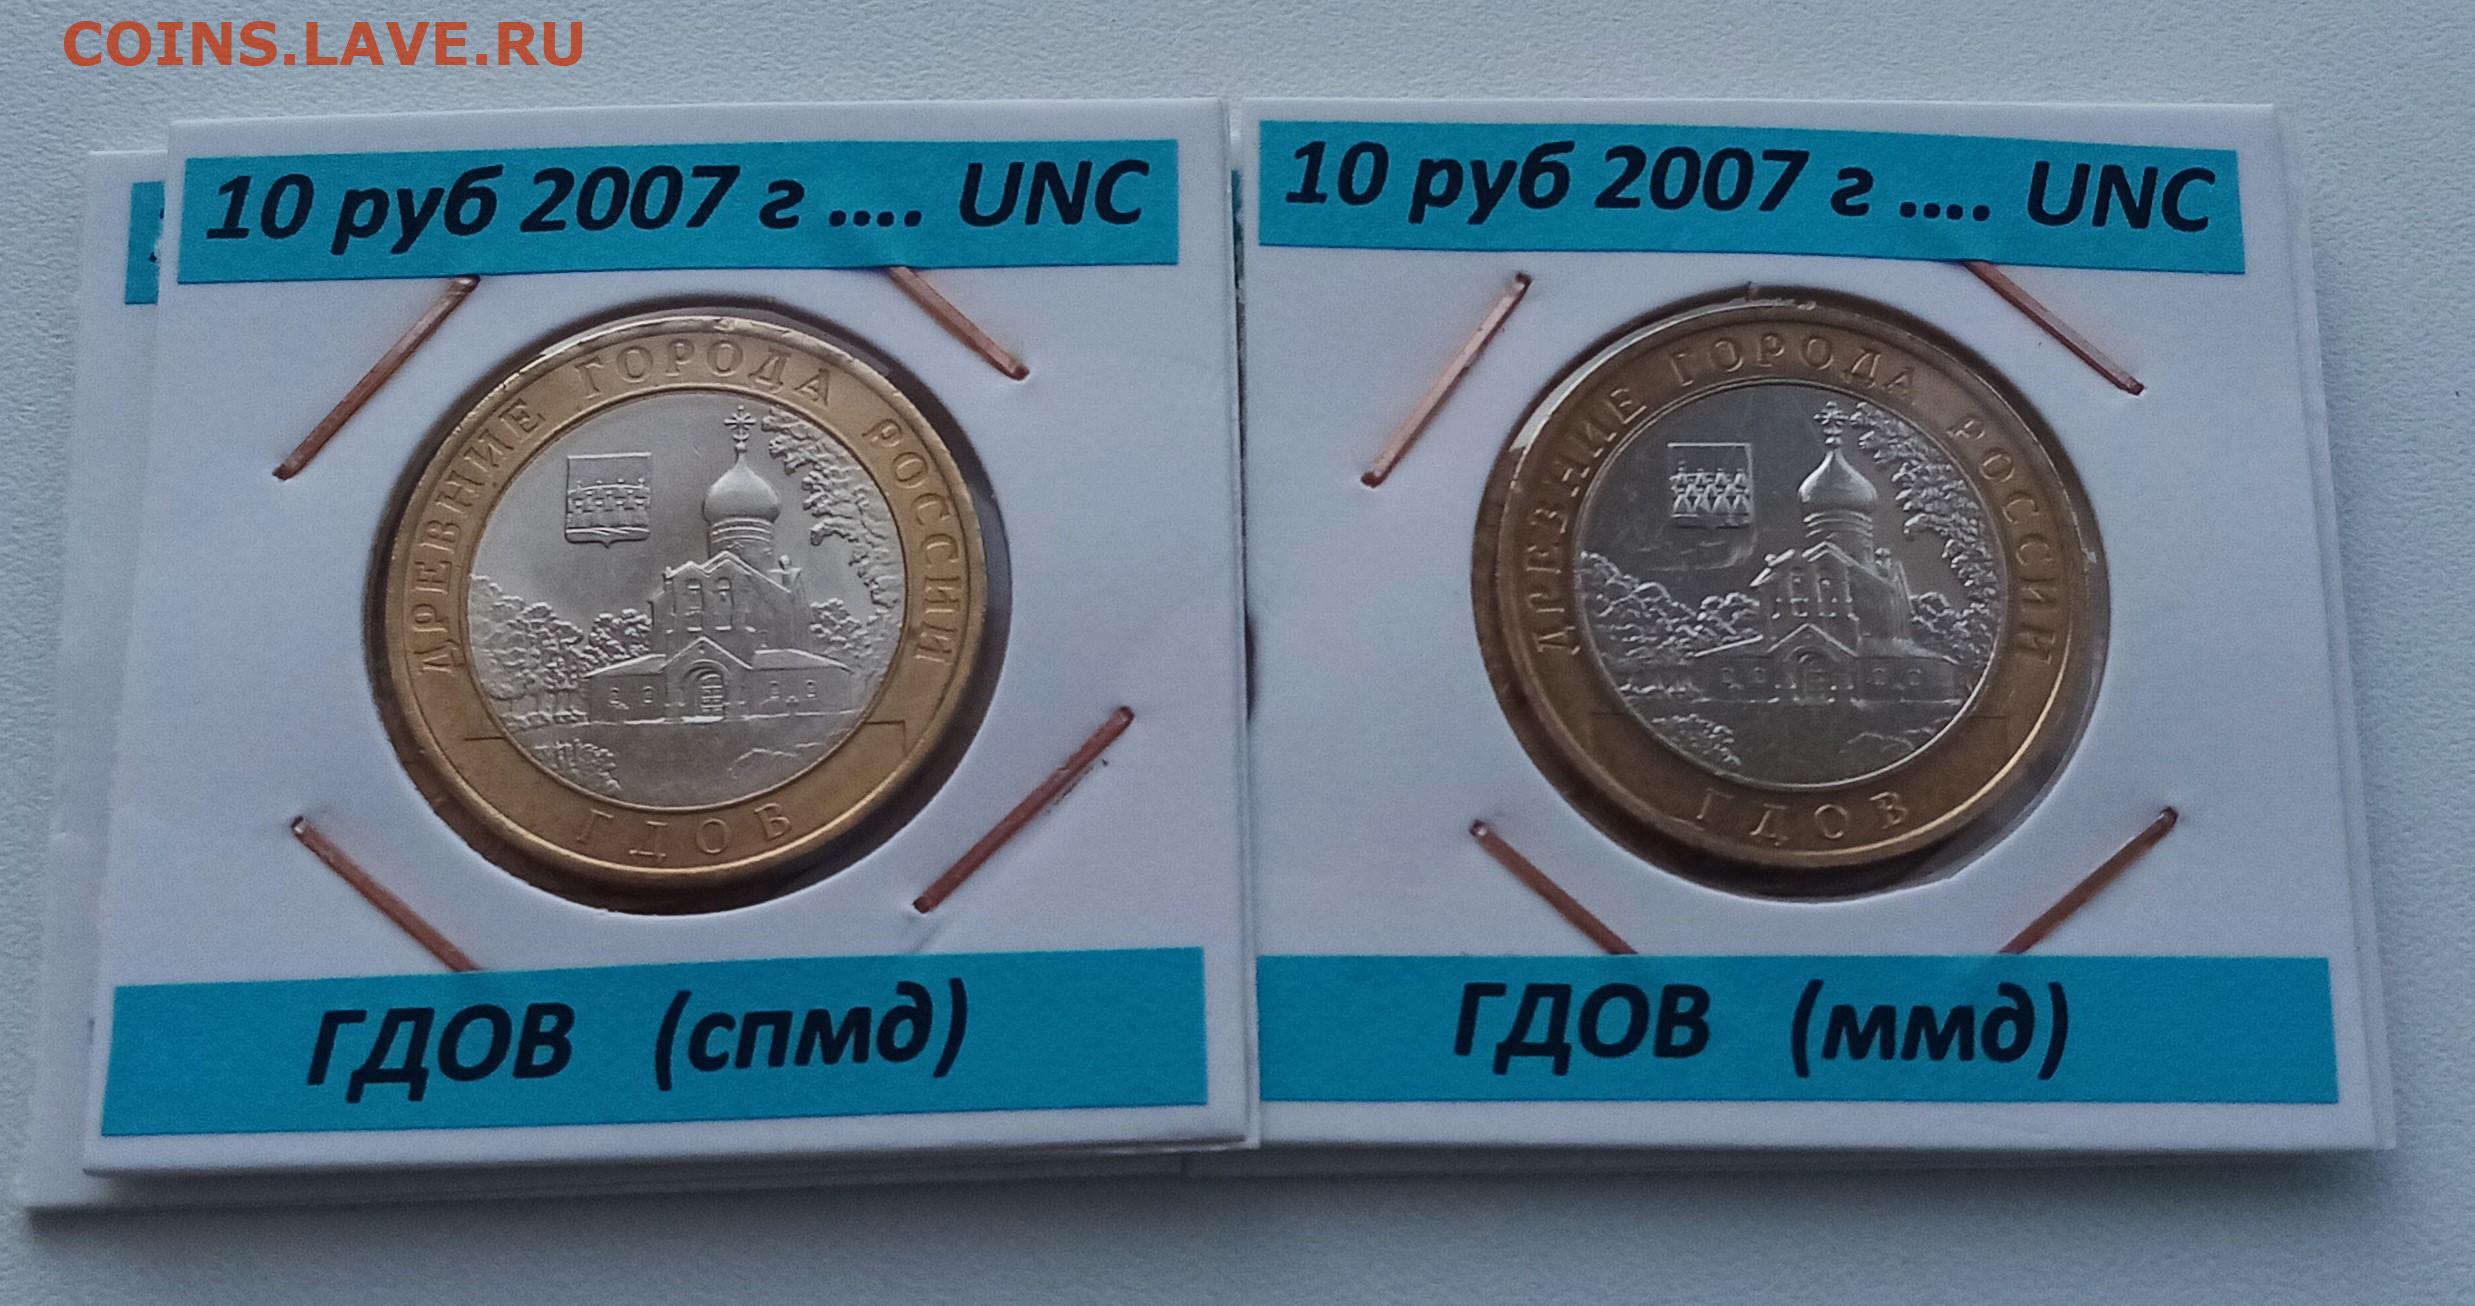 COINS.LAVE.RU
10 руб 2007 г .... UNC
ДРЕВНИЕ ГОРОДА РОССИИ
ГДОВ
ГДОВ (спмд)
10 руб 2007 г .... UNC
ДРЕВНИЕ ГОРОДА РОССИИ
ГДОВ
ГДОВ (ммд)